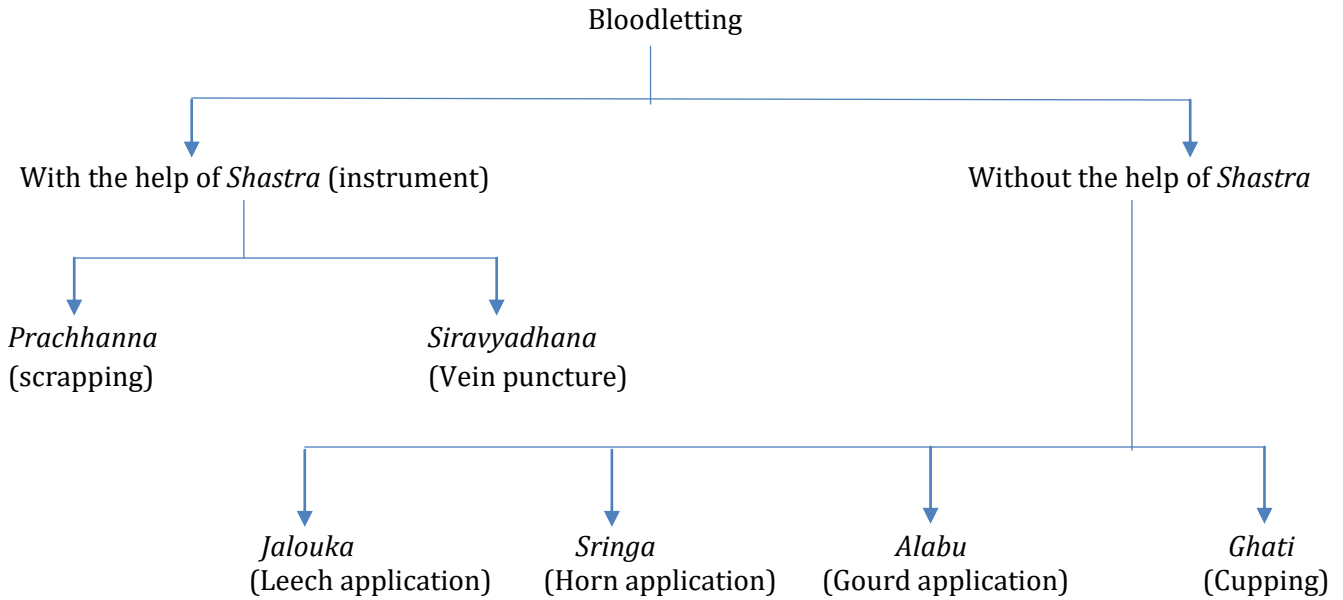 Bloodletting
With the help of Shastra (instrument)
Without the help of Shastra
Prachhanna
(scrapping)
Siravyadhana
(Vein puncture)
Jalouka
(Leech application)
Sringa
(Horn application)
Alabu
(Gourd application)
Ghati
(Cupping)